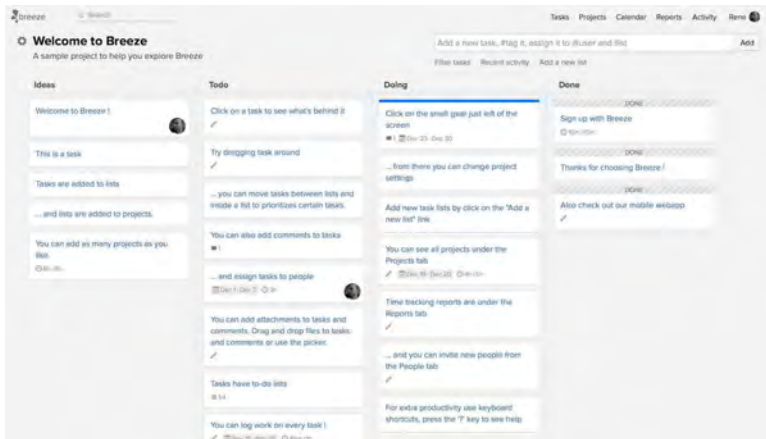 breeze
Search
Tasks Projects Calendar Reports Activity Rene
Welcome to Breeze
A sample project to help you explore Breeze
Add a new task, #tag it, assign it to @user and #list
Add
Filter tasks Recent activity Add a new list
Ideas
Welcome to Breeze !
This is a task
Tasks are added to lists
... and lists are added to projects.
You can add as many projects as you
like.
Todo
Click on a task to see what's behind it
Try dragging task around
... you can move tasks between lists and
inside a list to prioritize certain tasks.
You can also add comments to tasks
1
... and assign tasks to people
You can add attachments to tasks and
comments. Drag and drop files to tasks
and comments or use the picker.
Tasks have to-do lists
You can log work on every task !
Doing
Click on the small gear just left of the
screen
1 Dec 23 - Dec 30
... from there you can change project
settings
Add new task lists by click on the "Add a
new list" link
You can see all projects under the
Projects tab
Time tracking reports are under the
Reports tab
... and you can invite new people from
the People tab
For extra productivity use keyboard
shortcuts, press the '?' key to see help
Done
DONE
Sign up with Breeze
DONE
Thanks for choosing Breeze !
DONE
Also check out our mobile webapp